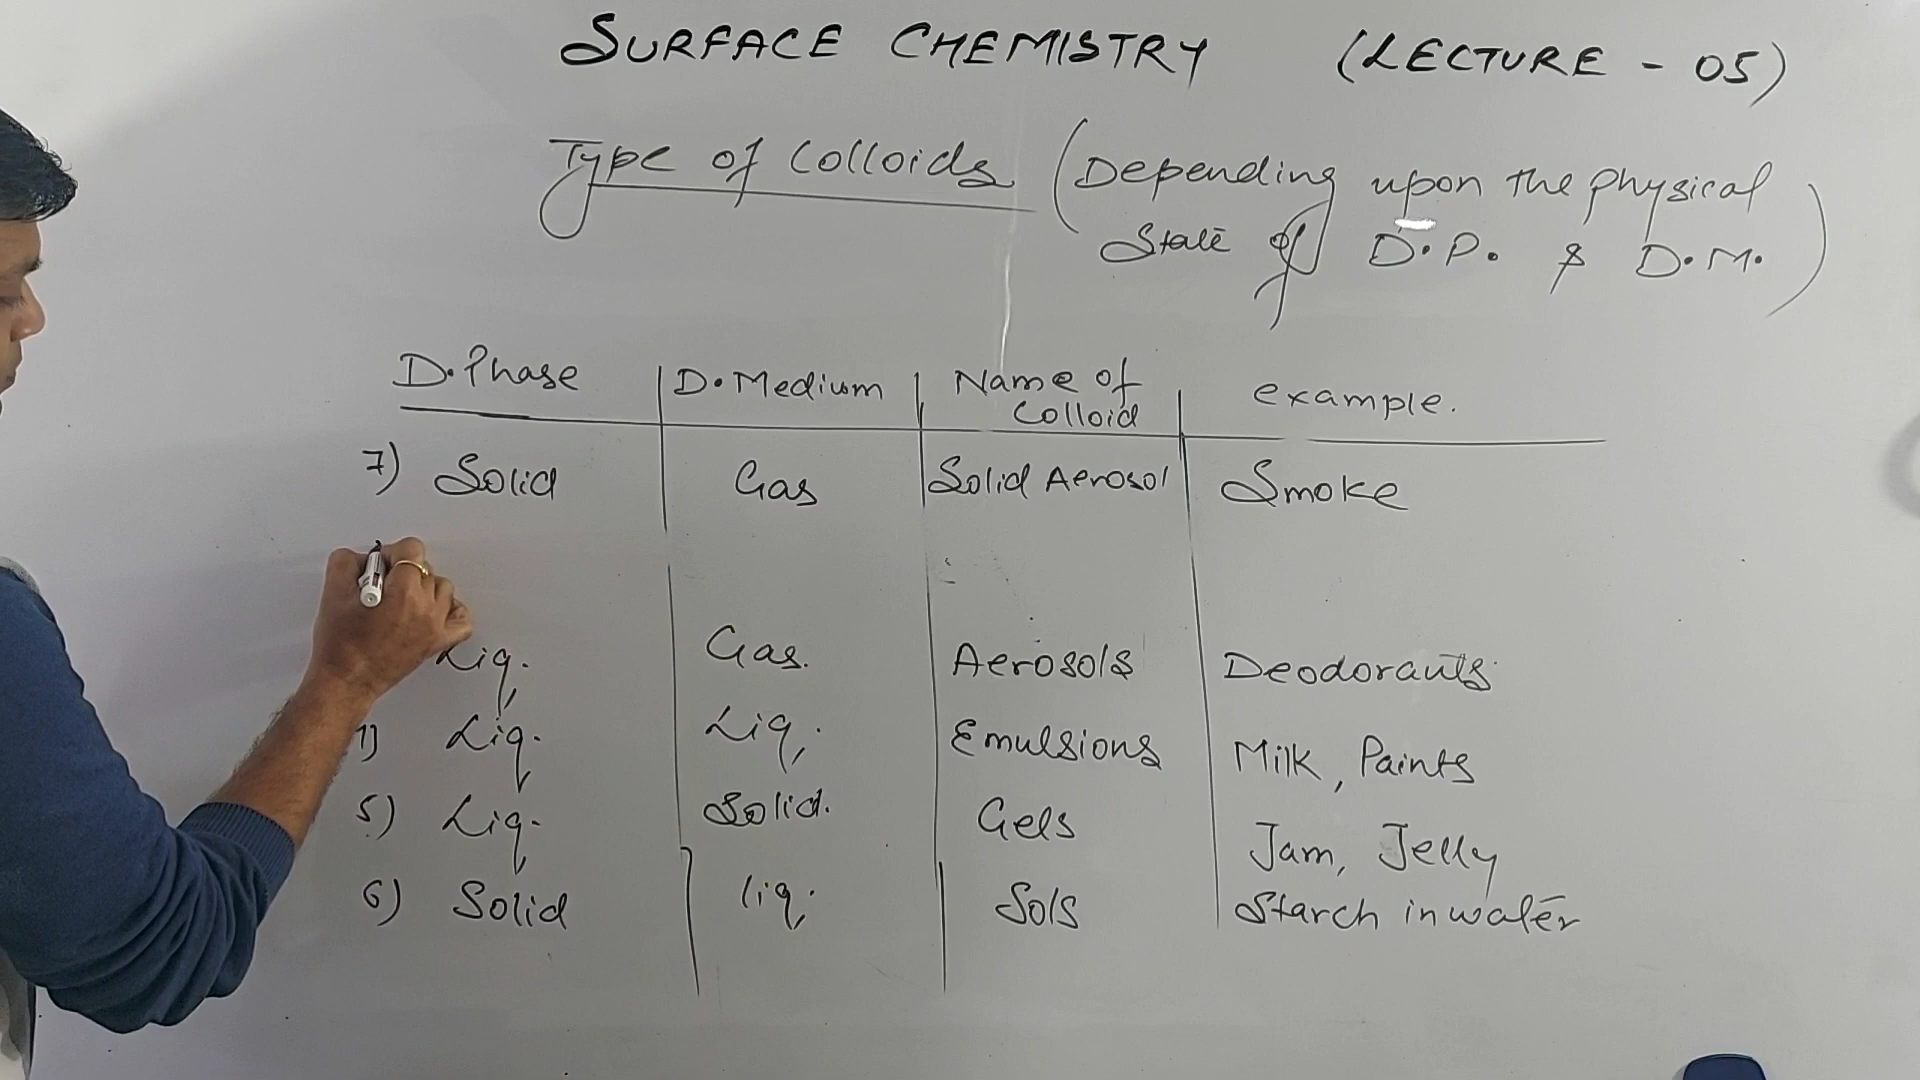 SURFACE CHEMISTRY (LECTURE - 05)
Type of Colloids (Depending upon the physical
State of D.P. & D.M.)
D.Phase D.Medium Name of Colloid example.
7) Solid Gas Solid Aerosol Smoke
Liq. Gas. Aerosols Deodorants.
Liq. Liq. Emulsions Milk, Paints
5) Liq. Solid. Gels Jam, Jelly
6) Solid liq. Sols Starch in water